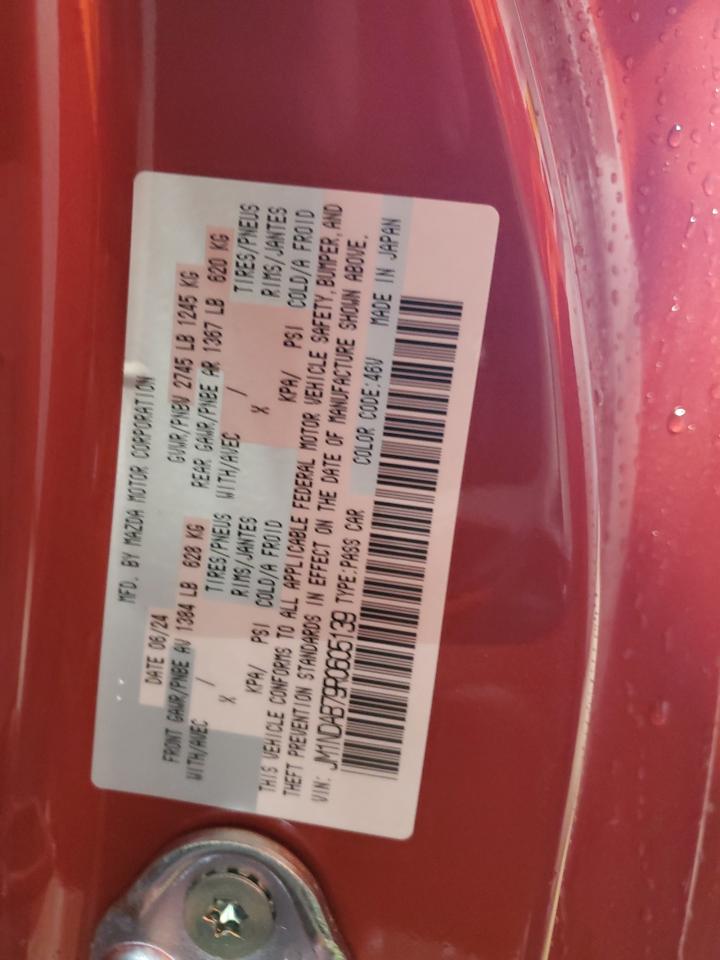 MFD. BY MAZDA MOTOR CORPORATION
DATE 06/24 GVWR/PNBV 2745 LB 1245 KG
FRONT GAWR/PNBE AV 1384 LB 628 KG REAR GAWR/PNBE AR 1367 LB 620 KG
WITH/AVEC TIRES/PNEUS WITH/AVEC TIRES/PNEUS
/ /
X RIMS/JANTES X RIMS/JANTES
KPA/ PSI COLD/A FROID KPA/ PSI COLD/A FROID
THIS VEHICLE CONFORMS TO ALL APPLICABLE FEDERAL MOTOR VEHICLE SAFETY, BUMPER, AND
THEFT PREVENTION STANDARDS IN EFFECT ON THE DATE OF MANUFACTURE SHOWN ABOVE.
VIN: JM1NDAB79R0605139 TYPE:PASS CAR COLOR CODE:46V MADE IN JAPAN